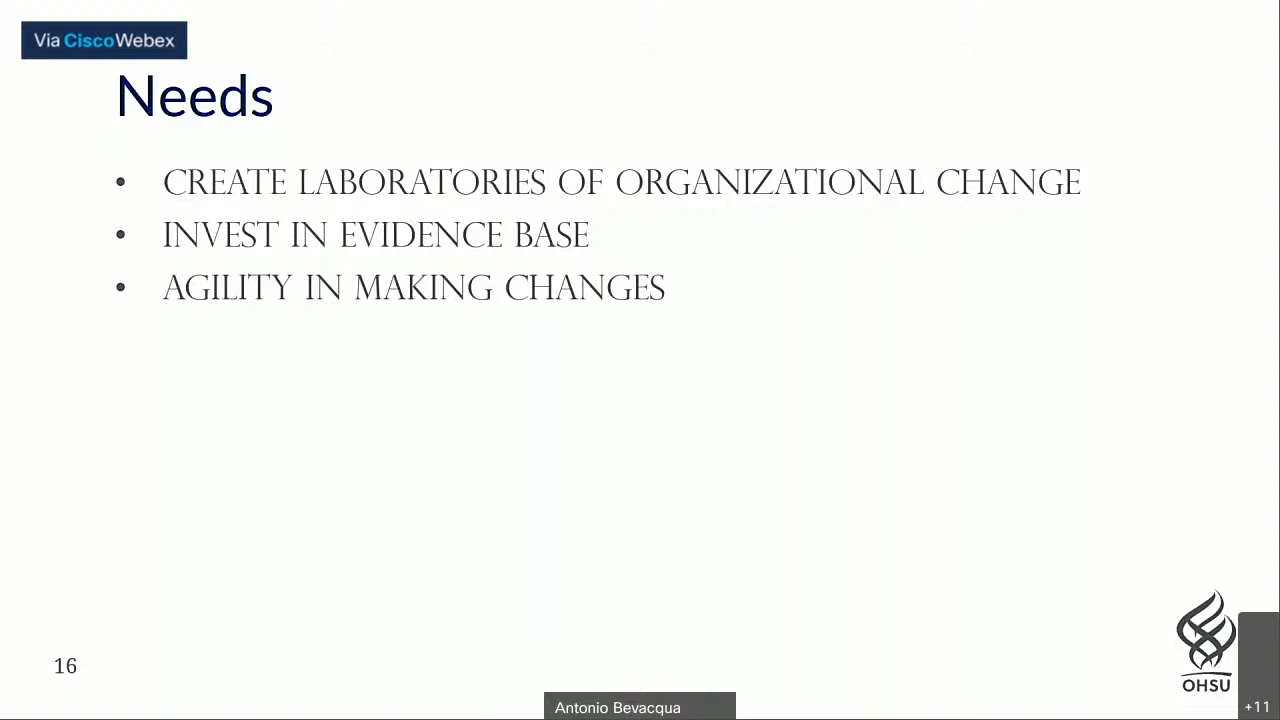 Via CiscoWebex
Needs
• CREATE LABORATORIES OF ORGANIZATIONAL CHANGE
• INVEST IN EVIDENCE BASE
• AGILITY IN MAKING CHANGES
16
OHSU
Antonio Bevacqua
+11